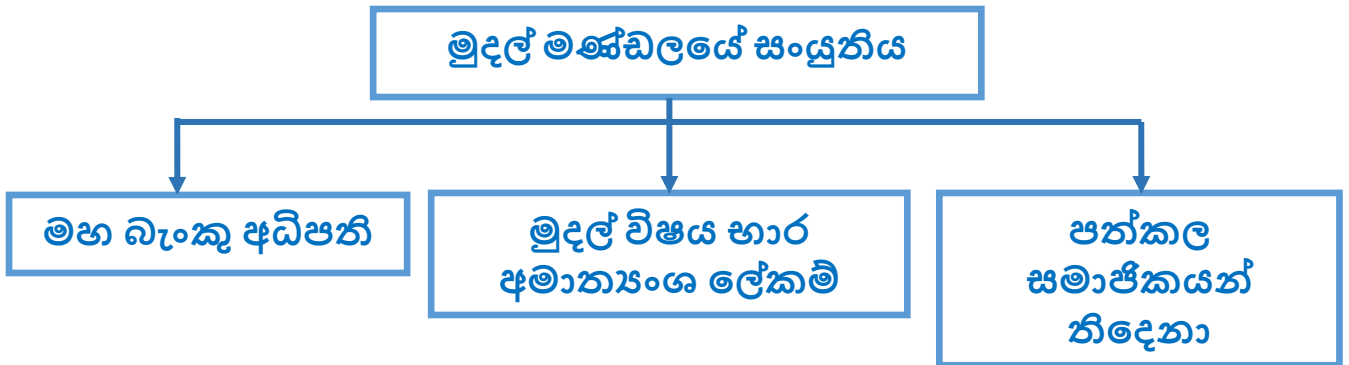 මුදල් මණ්ඩලයේ සංයුතිය
මහ බැංකු අධිපති
මුදල් විෂය භාර
අමාත්‍යංශ ලේකම්
පත්කල
සමාජිකයන්
තිදෙනා